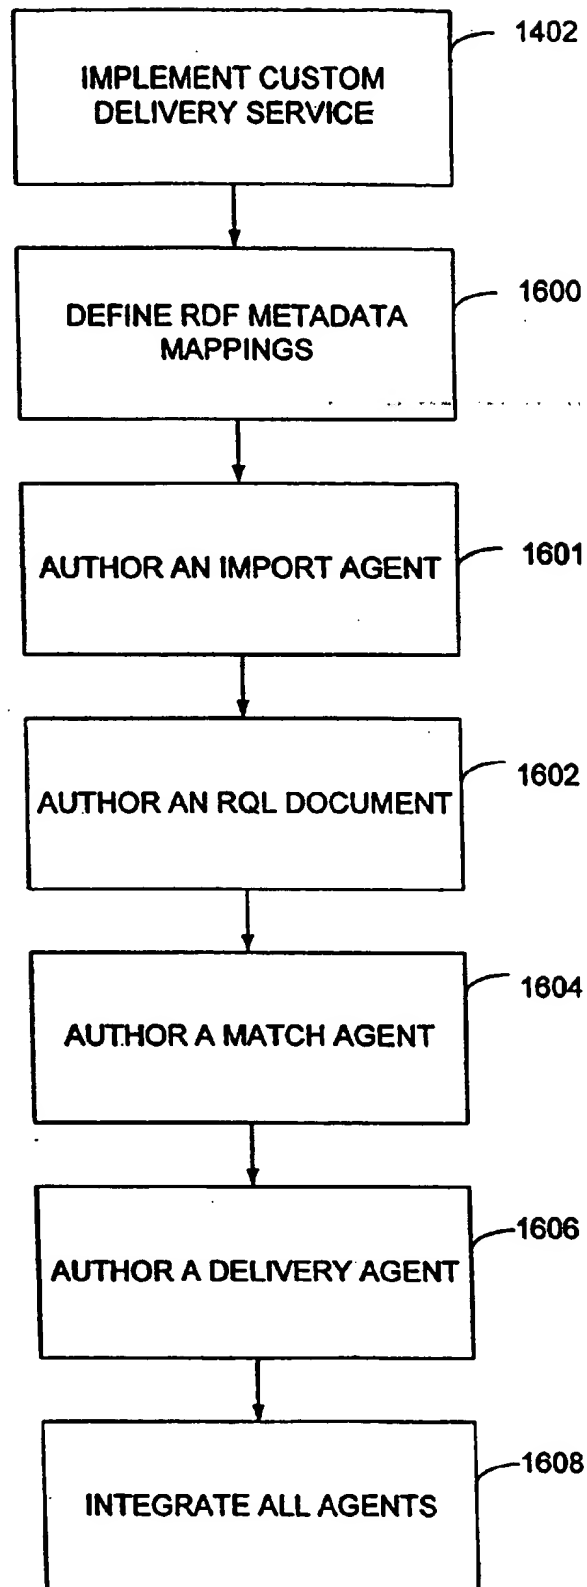 1402
IMPLEMENT CUSTOM
DELIVERY SERVICE
1600
DEFINE RDF METADATA
MAPPINGS
1601
AUTHOR AN IMPORT AGENT
1602
AUTHOR AN RQL DOCUMENT
1604
AUTHOR A MATCH AGENT
1606
AUTHOR A DELIVERY AGENT
1608
INTEGRATE ALL AGENTS